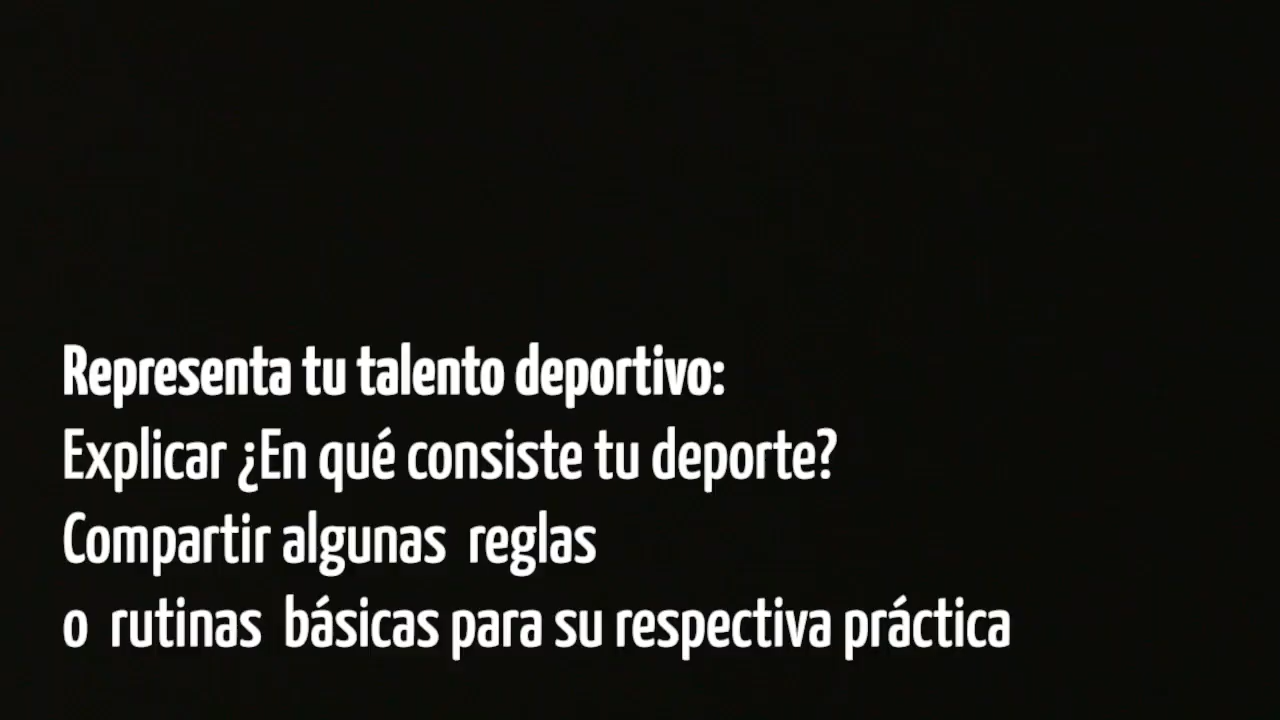 Representa tu talento deportivo:
Explicar ¿En qué consiste tu deporte?
Compartir algunas  reglas
o  rutinas  básicas para su respectiva práctica